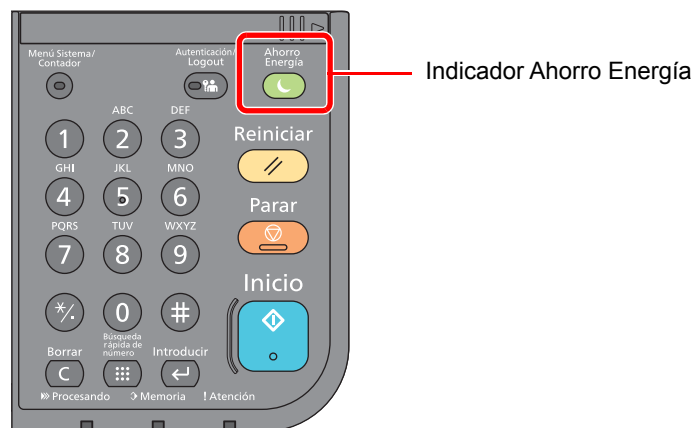 Menú Sistema/
Contador
Autenticación/
Logout
Ahorro
Energía
Indicador Ahorro Energía
ABC
DEF
1
2
3
Reiniciar
GHI
JKL
MNO
4
5
6
Parar
PQRS
TUV
WXYZ
7
8
9
Inicio
*/.
0
#
Borrar
Búsqueda
rápida de
número
Introducir
C
Procesando
Memoria
! Atención